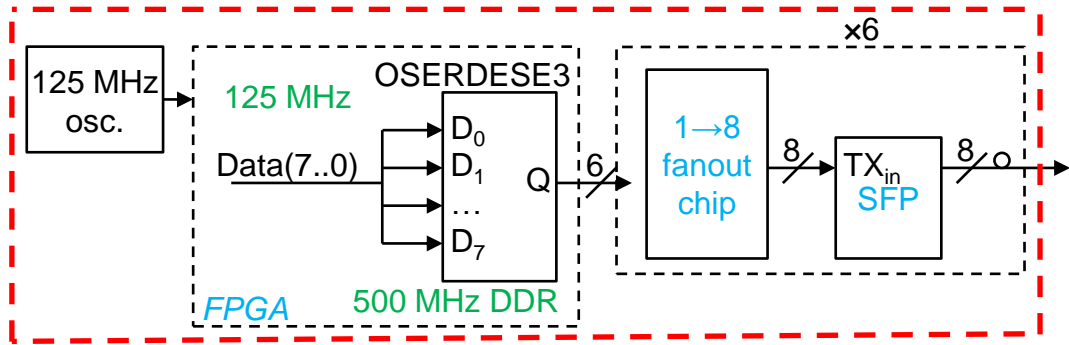 ×6
125 MHz
osc.
125 MHz
OSERDESE3
Data(7..0)
D0
D1
...
D7
Q
500 MHz DDR
FPGA
6
1→8
fanout
chip
8
TXin
SFP
8